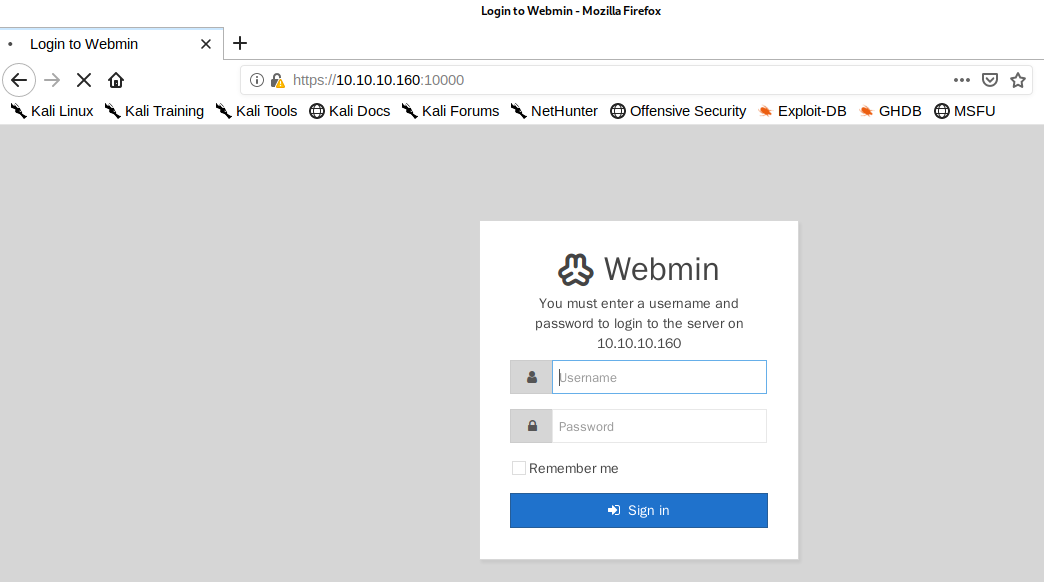 Login to Webmin - Mozilla Firefox
Login to Webmin
https://10.10.10.160:10000
Kali Linux Kali Training Kali Tools Kali Docs Kali Forums NetHunter Offensive Security Exploit-DB GHDB MSFU
Webmin
You must enter a username and
password to login to the server on
10.10.10.160
Username
Password
Remember me
Sign in